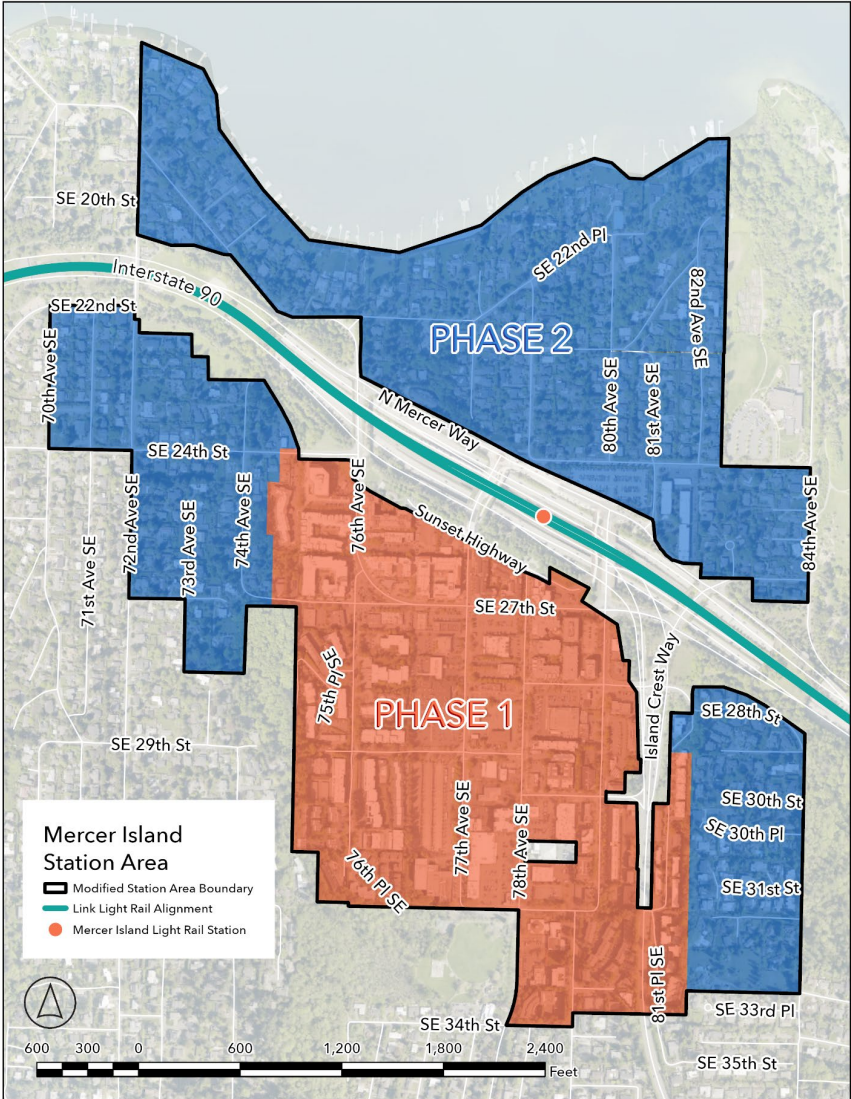 SE 20th St
Interstate 90
SE 22nd St
SE 22nd Pl
82nd Ave SE
70th Ave SE
PHASE 2
80th Ave SE
81st Ave SE
N Mercer Way
SE 24th St
76th Ave SE
72nd Ave SE
73rd Ave SE
74th Ave SE
84th Ave SE
Sunset Highway
71st Ave SE
SE 27th St
75th Pl SE
Island Crest Way
PHASE 1
SE 28th St
SE 29th St
77th Ave SE
78th Ave SE
SE 30th St
SE 30th Pl
76th Pl SE
SE 31st St
Mercer Island
Station Area
Modified Station Area Boundary
Link Light Rail Alignment
Mercer Island Light Rail Station
81st Pl SE
SE 33rd Pl
SE 34th St
SE 35th St
600 300 0 600 1,200 1,800 2,400
Feet